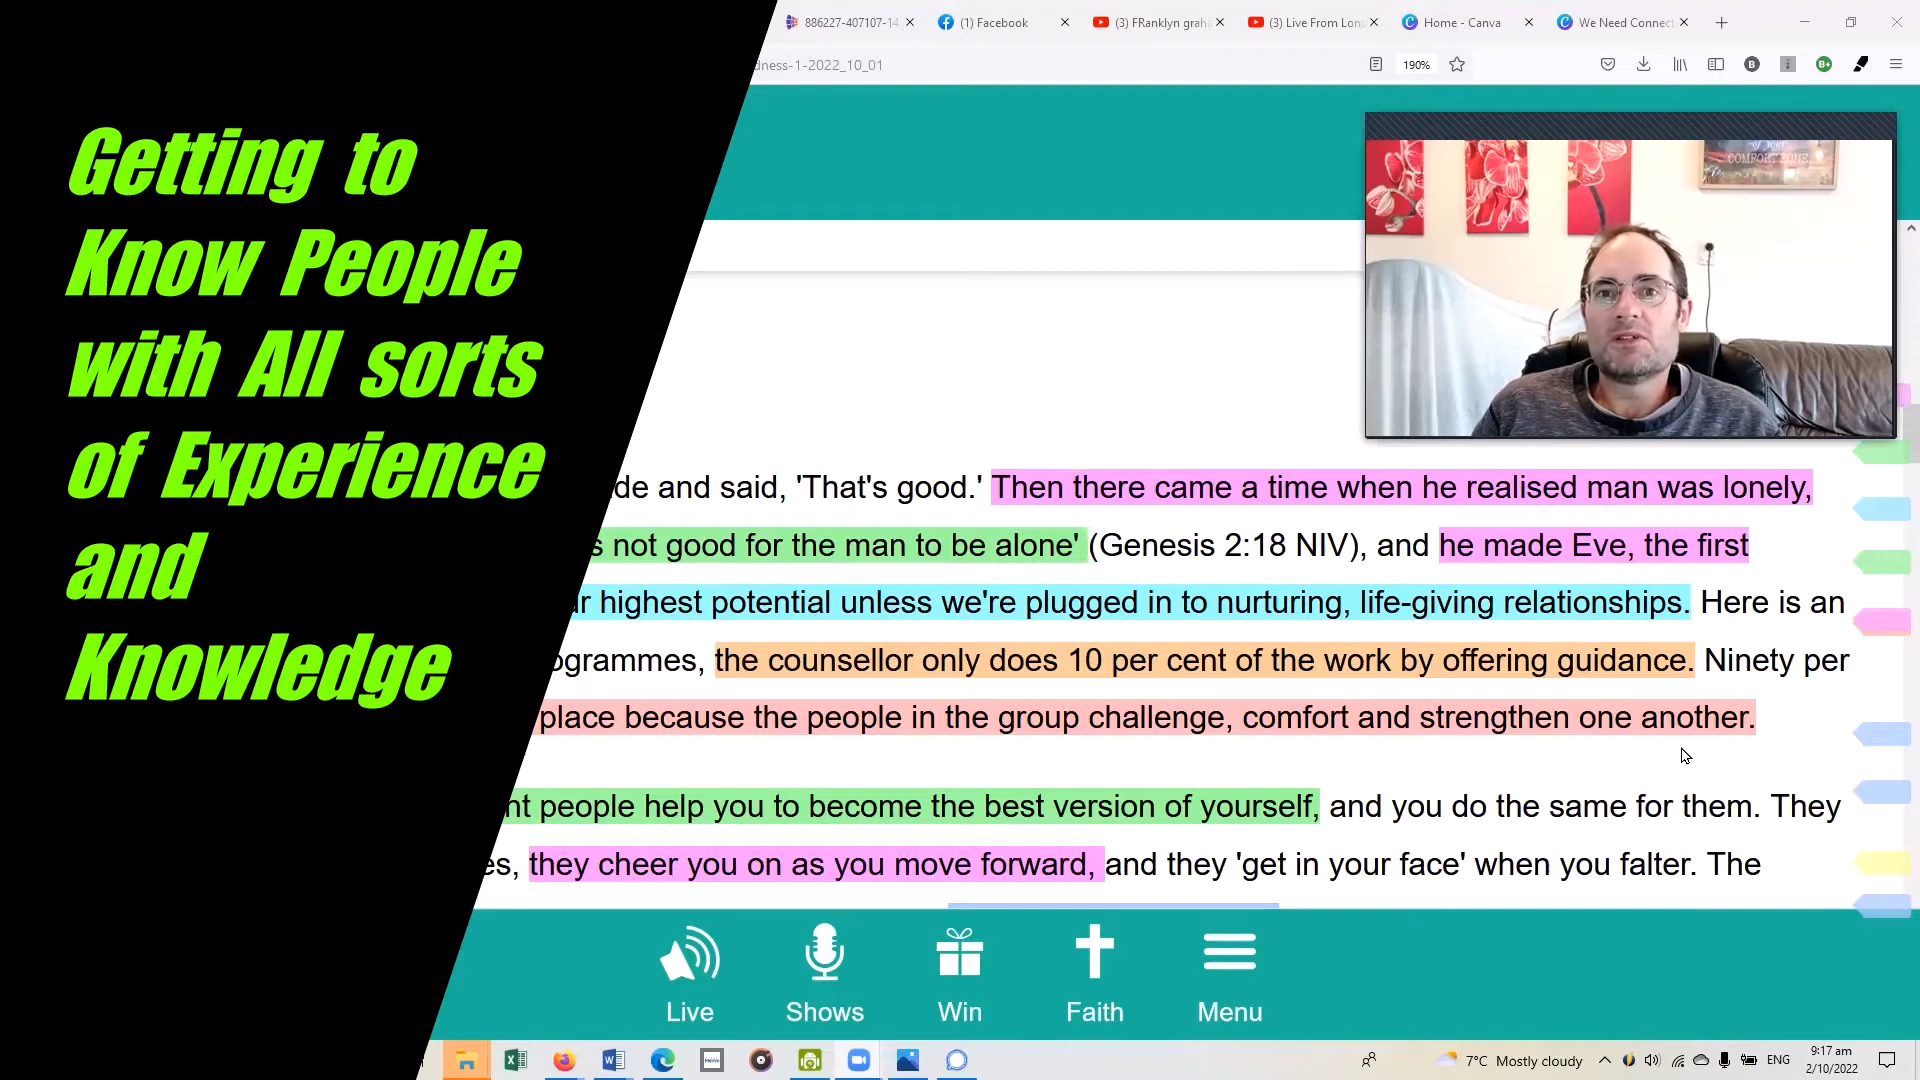 886227-407107-14
(1) Facebook
(3) FRanklyn grah
(3) Live From Lon
Home - Canva
We Need Connect
dness-1-2022_10_01
190%
Getting to
Know People
with All sorts
of Experience
and
Knowledge
COMFORT ZONE
de and said, 'That's good.' Then there came a time when he realised man was lonely,
s not good for the man to be alone' (Genesis 2:18 NIV), and he made Eve, the first
r highest potential unless we're plugged in to nurturing, life-giving relationships. Here is an
ogrammes, the counsellor only does 10 per cent of the work by offering guidance. Ninety per
place because the people in the group challenge, comfort and strengthen one another.
nt people help you to become the best version of yourself, and you do the same for them. They
es, they cheer you on as you move forward, and they 'get in your face' when you falter. The
Live
Shows
Win
Faith
Menu
7°C Mostly cloudy
ENG
9:17 am
2/10/2022